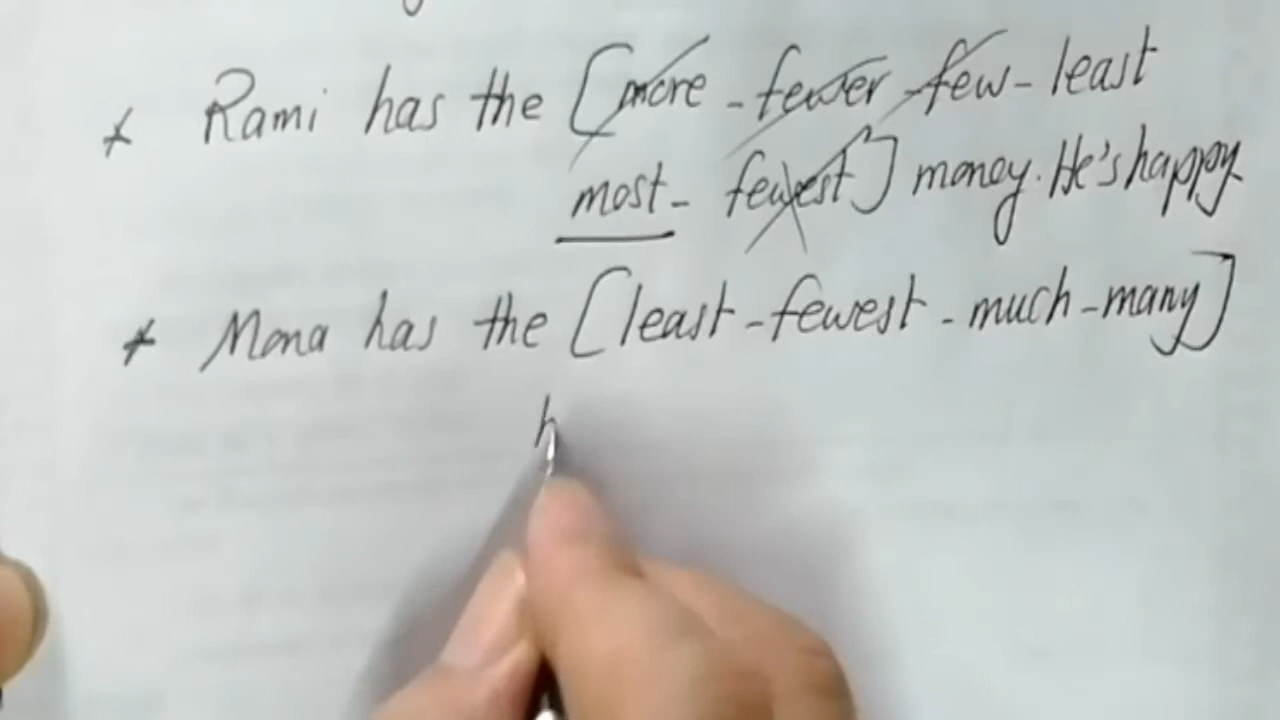 * Rami has the [more - fewer - few - least
most - fewest] money. He's happy.
* Mona has the [least - fewest - much - many]
h